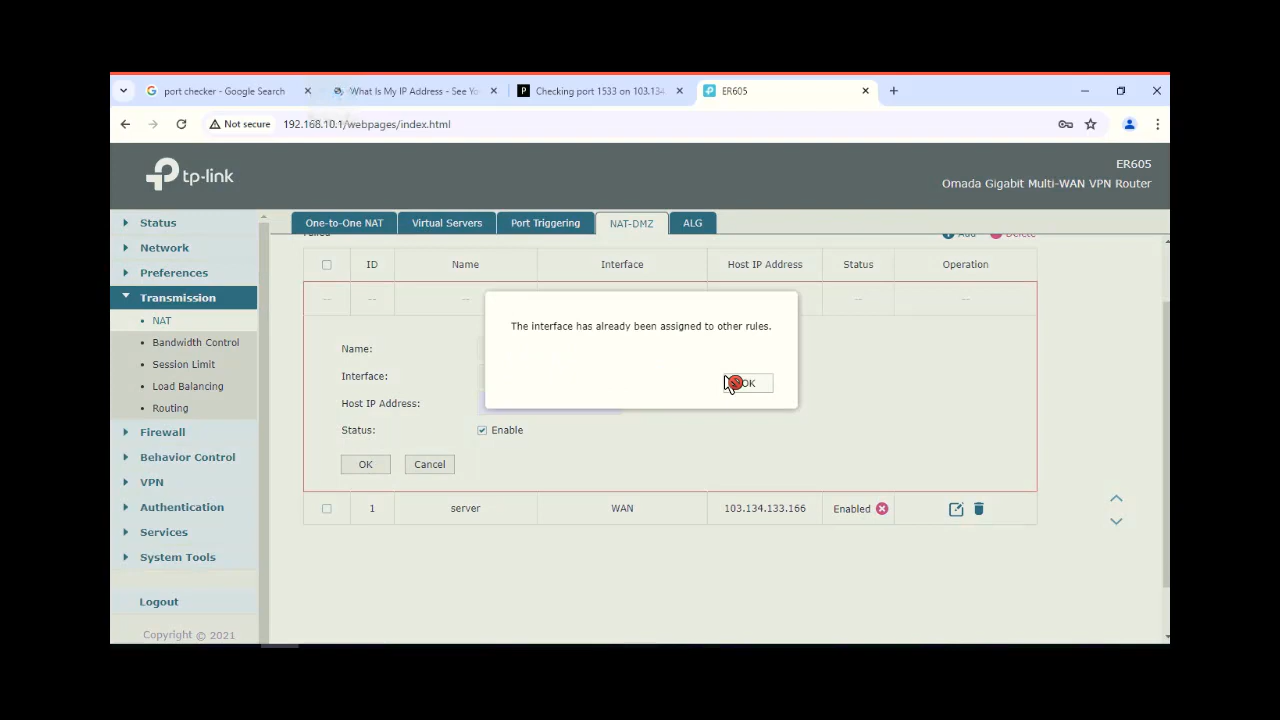 port checker - Google Search
What Is My IP Address - See Yo
Checking port 1533 on 103.134
ER605
Not secure
192.168.10.1/webpages/index.html
tp-link
ER605
Omada Gigabit Multi-WAN VPN Router
Status
Network
Preferences
Transmission
NAT
Bandwidth Control
Session Limit
Load Balancing
Routing
Firewall
Behavior Control
VPN
Authentication
Services
System Tools
Logout
Copyright © 2021
One-to-One NAT
Virtual Servers
Port Triggering
NAT-DMZ
ALG
Add
Delete
ID
Name
Interface
Host IP Address
Status
Operation
-- -- -- -- --
The interface has already been assigned to other rules.
OK
Name:
Interface:
Host IP Address:
Status:
Enable
OK
Cancel
1
server
WAN
103.134.133.166
Enabled